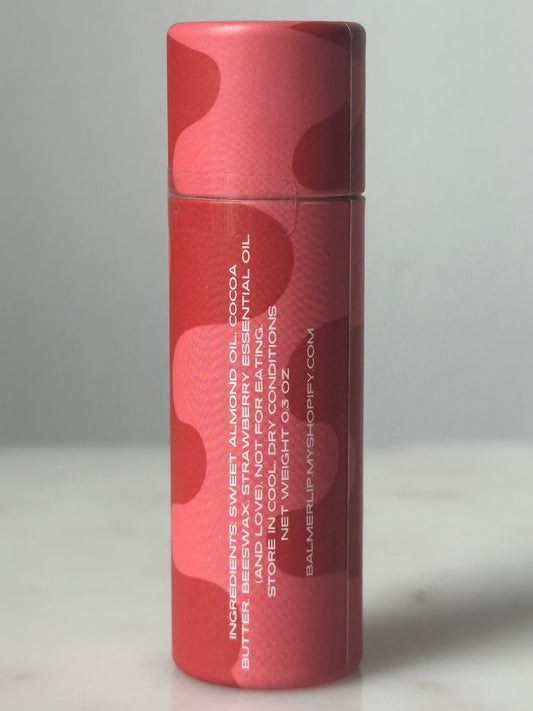 INGREDIENTS: SWEET ALMOND OIL, COCOA
BUTTER, BEESWAX, STRAWBERRY ESSENTIAL OIL
(AND LOVE). NOT FOR EATING.
STORE IN COOL, DRY CONDITIONS
NET WEIGHT 0.3 OZ
BALMERLIP.MYSHOPIFY.COM